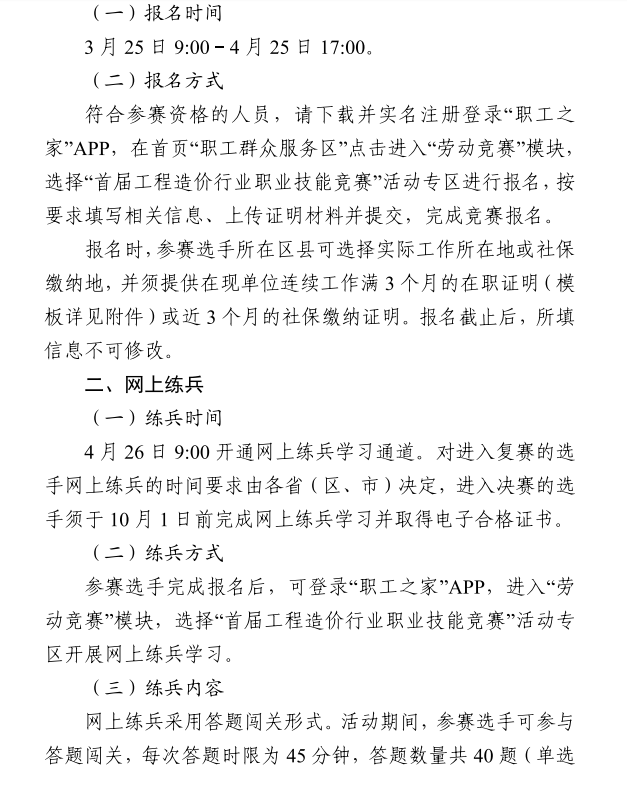 （一）报名时间
3 月 25 日 9:00－4 月 25 日 17:00。
（二）报名方式
符合参赛资格的人员，请下载并实名注册登录“职工之
家”APP，在首页“职工群众服务区”点击进入“劳动竞赛”模块，
选择“首届工程造价行业职业技能竞赛”活动专区进行报名，按
要求填写相关信息、上传证明材料并提交，完成竞赛报名。
报名时，参赛选手所在区县可选择实际工作所在地或社保
缴纳地，并须提供在现单位连续工作满 3 个月的在职证明（模
板详见附件）或近 3 个月的社保缴纳证明。报名截止后，所填
信息不可修改。
二、网上练兵
（一）练兵时间
4 月 26 日 9:00 开通网上练兵学习通道。对进入复赛的选
手网上练兵的时间要求由各省（区、市）决定，进入决赛的选
手须于 10 月 1 日前完成网上练兵学习并取得电子合格证书。
（二）练兵方式
参赛选手完成报名后，可登录“职工之家”APP，进入“劳
动竞赛”模块，选择“首届工程造价行业职业技能竞赛”活动专
区开展网上练兵学习。
（三）练兵内容
网上练兵采用答题闯关形式。活动期间，参赛选手可参与
答题闯关，每次答题时限为 45 分钟，答题数量共 40 题（单选